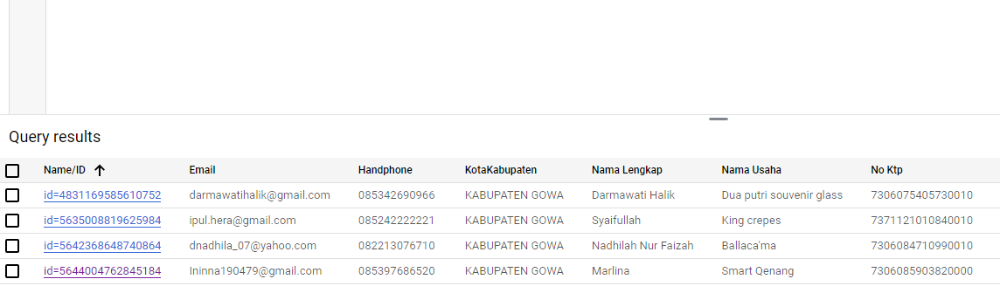 Query results
Name/ID Email Handphone KotaKabupaten Nama Lengkap Nama Usaha No Ktp
id=4831169585610752 darmawatihalik@gmail.com 085342690966 KABUPATEN GOWA Darmawati Halik Dua putri souvenir glass 7306075405730010
id=5635008819625984 ipul.hera@gmail.com 085242222221 KABUPATEN GOWA Syaifullah King crepes 7371121010840010
id=5642368648740864 dnadhila_07@yahoo.com 082213076710 KABUPATEN GOWA Nadhilah Nur Faizah Ballaca'ma 7306084710990010
id=5644004762845184 Ininna190479@gmail.com 085397686520 KABUPATEN GOWA Marlina Smart Qenang 7306085903820000